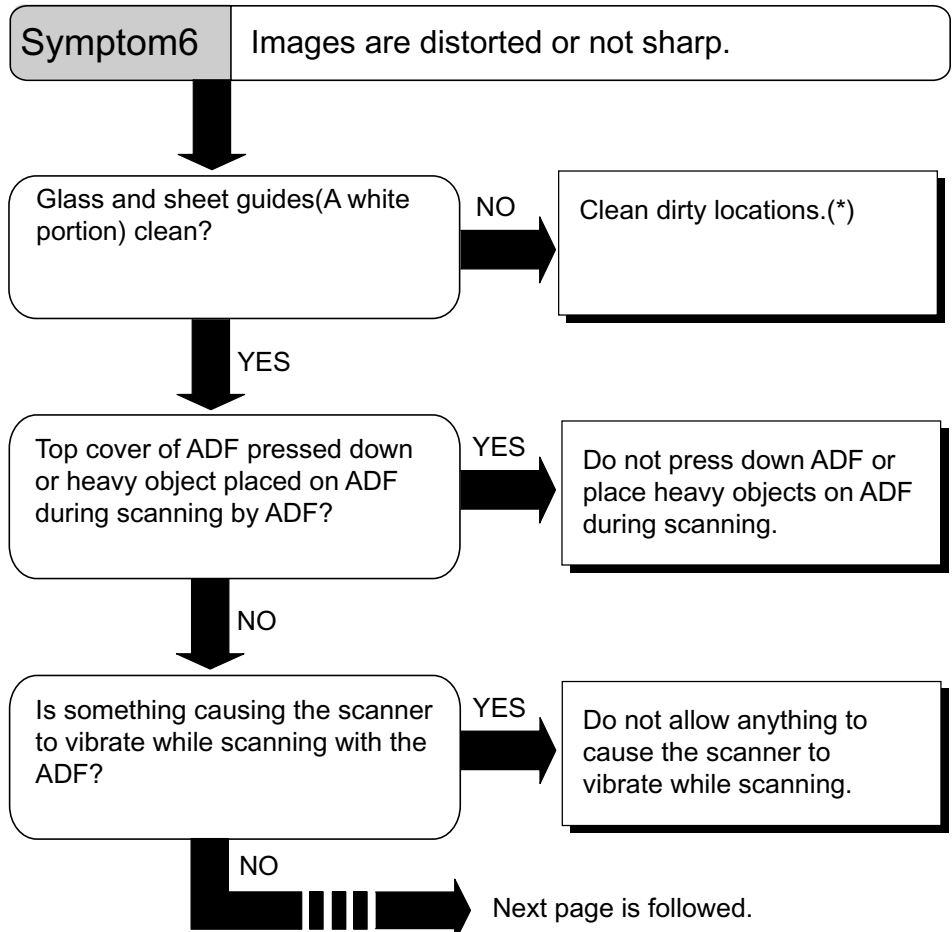 Symptom6
Images are distorted or not sharp.
Glass and sheet guides(A white
portion) clean?
NO
Clean dirty locations.(*)
YES
Top cover of ADF pressed down
or heavy object placed on ADF
during scanning by ADF?
YES
Do not press down ADF or
place heavy objects on ADF
during scanning.
NO
Is something causing the scanner
to vibrate while scanning with the
ADF?
YES
Do not allow anything to
cause the scanner to
vibrate while scanning.
NO
Next page is followed.